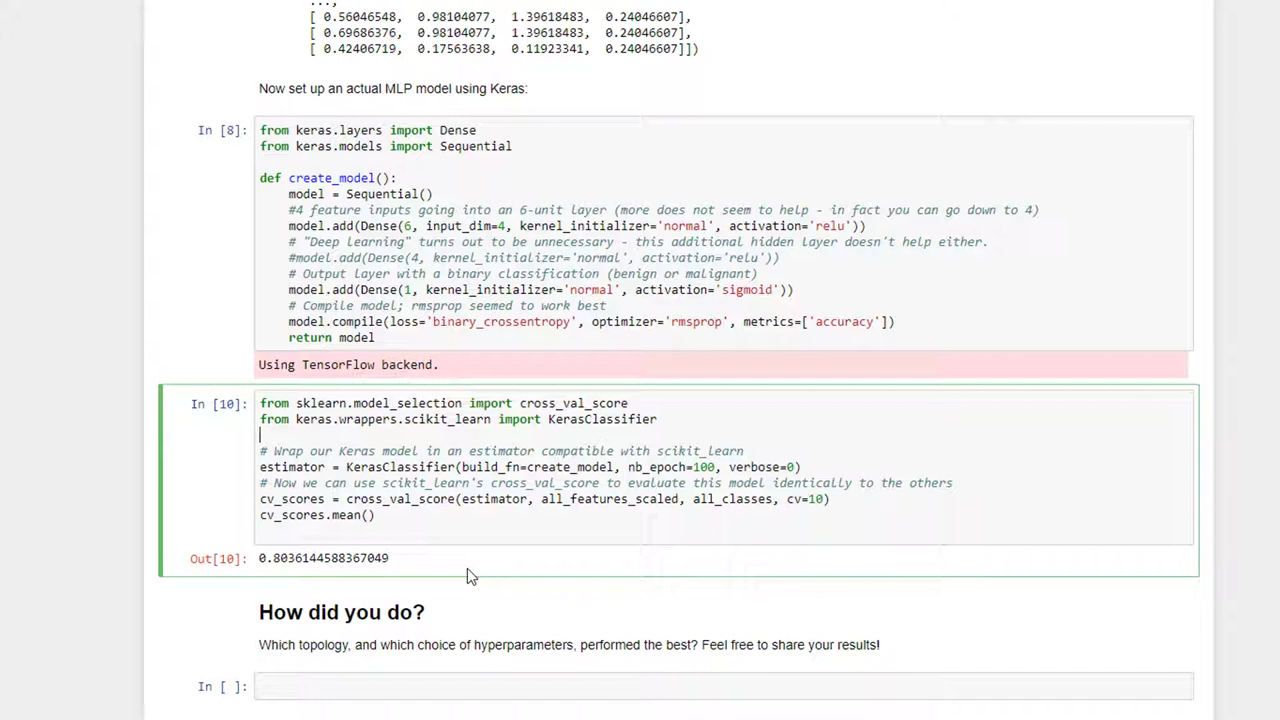 ...,
[ 0.56046548, 0.98104077, 1.39618483, 0.24046607],
[ 0.69686376, 0.98104077, 1.39618483, 0.24046607],
[ 0.42406719, 0.17563638, 0.11923341, 0.24046607]])
Now set up an actual MLP model using Keras:
In [8]: from keras.layers import Dense
from keras.models import Sequential
def create_model():
model = Sequential()
#4 feature inputs going into an 6-unit layer (more does not seem to help - in fact you can go down to 4)
model.add(Dense(6, input_dim=4, kernel_initializer='normal', activation='relu'))
# "Deep learning" turns out to be unnecessary - this additional hidden layer doesn't help either.
#model.add(Dense(4, kernel_initializer='normal', activation='relu'))
# Output layer with a binary classification (benign or malignant)
model.add(Dense(1, kernel_initializer='normal', activation='sigmoid'))
# Compile model; rmsprop seemed to work best
model.compile(loss='binary_crossentropy', optimizer='rmsprop', metrics=['accuracy'])
return model
Using TensorFlow backend.
In [10]: from sklearn.model_selection import cross_val_score
from keras.wrappers.scikit_learn import KerasClassifier
# Wrap our Keras model in an estimator compatible with scikit_learn
estimator = KerasClassifier(build_fn=create_model, nb_epoch=100, verbose=0)
# Now we can use scikit_learn's cross_val_score to evaluate this model identically to the others
cv_scores = cross_val_score(estimator, all_features_scaled, all_classes, cv=10)
cv_scores.mean()
Out[10]: 0.8036144588367049
How did you do?
Which topology, and which choice of hyperparameters, performed the best? Feel free to share your results!
In [ ]: